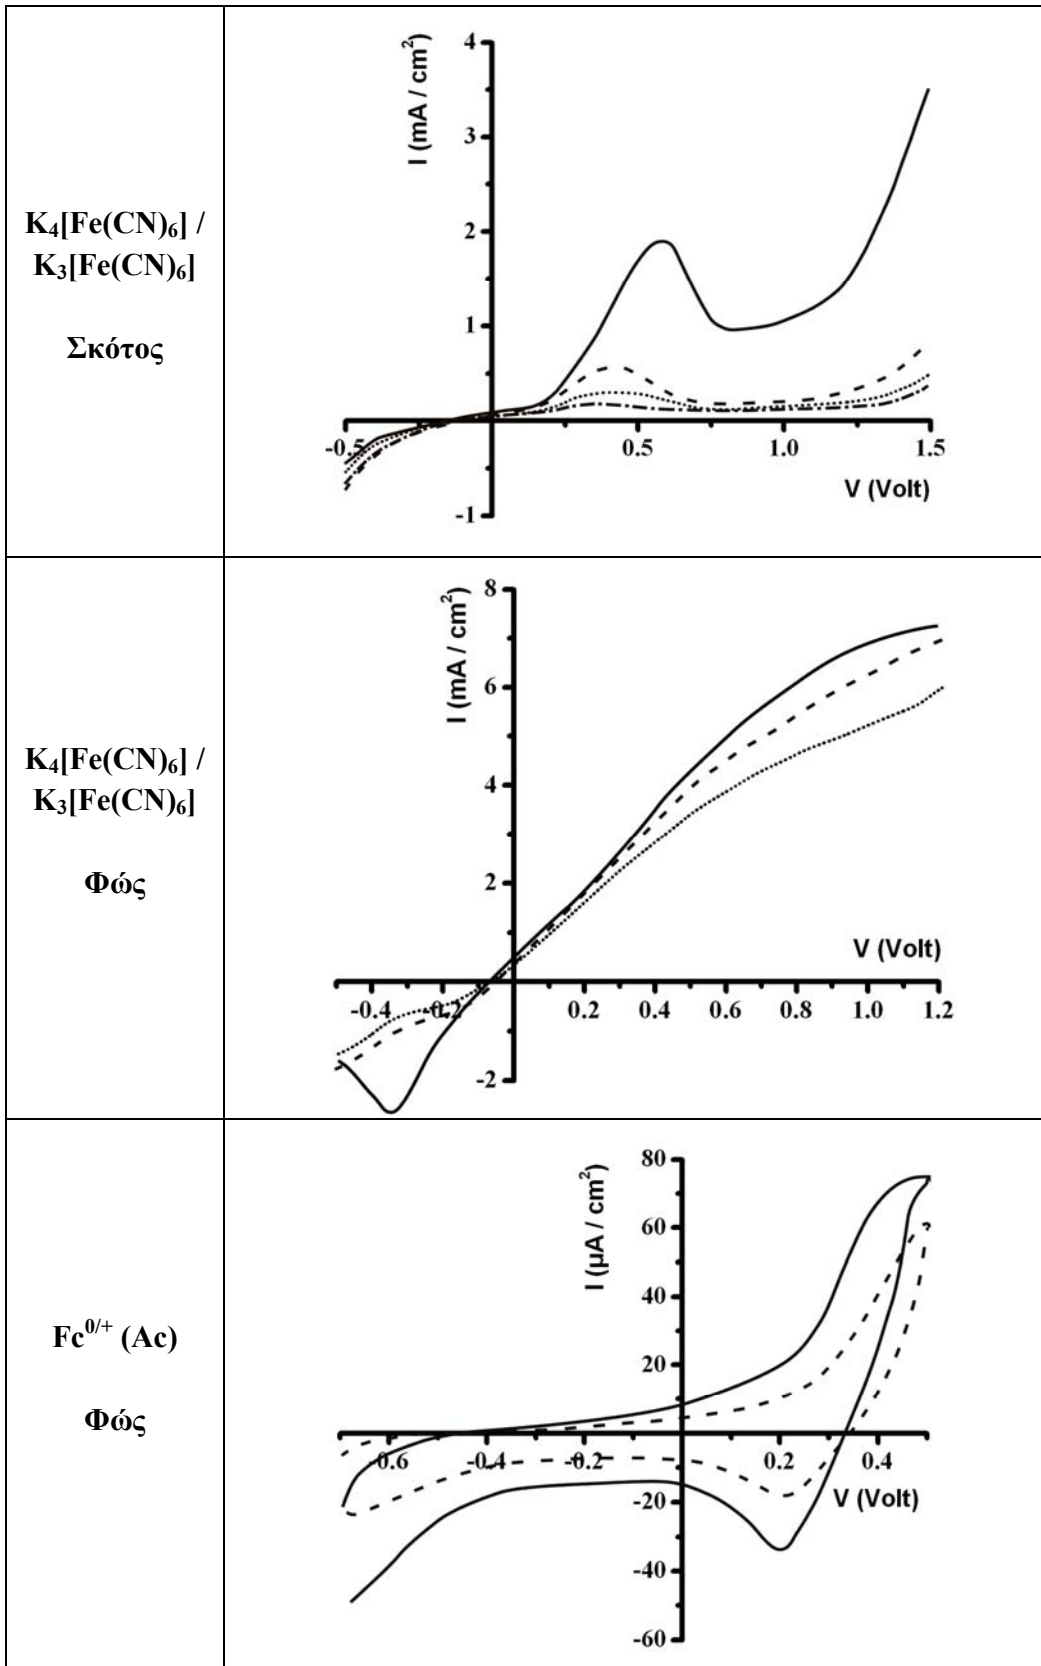 K₄[Fe(CN)₆] /
K₃[Fe(CN)₆]
Σκότος
I (mA / cm²)
4
3
2
1
-1
-0.5
0.5
1.0
1.5
V (Volt)
K₄[Fe(CN)₆] /
K₃[Fe(CN)₆]
Φώς
I (mA / cm²)
8
6
4
2
-2
V (Volt)
-0.4
-0.2
0.2
0.4
0.6
0.8
1.0
1.2
Fc⁰ᐟ⁺ (Ac)
Φώς
I (μA / cm²)
80
60
40
20
-20
-40
-60
-0.6
-0.4
-0.2
0.2
0.4
V (Volt)